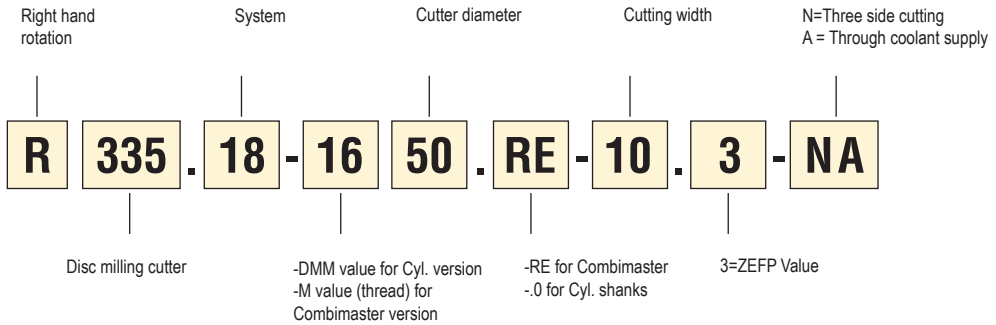 Right hand
rotation
System
Cutter diameter
Cutting width
N=Three side cutting
A = Through coolant supply
R 335.18-16 50.RE-10.3-NA
Disc milling cutter
-DMM value for Cyl. version
-M value (thread) for
Combimaster version
-RE for Combimaster
-.0 for Cyl. shanks
3=ZEFP Value